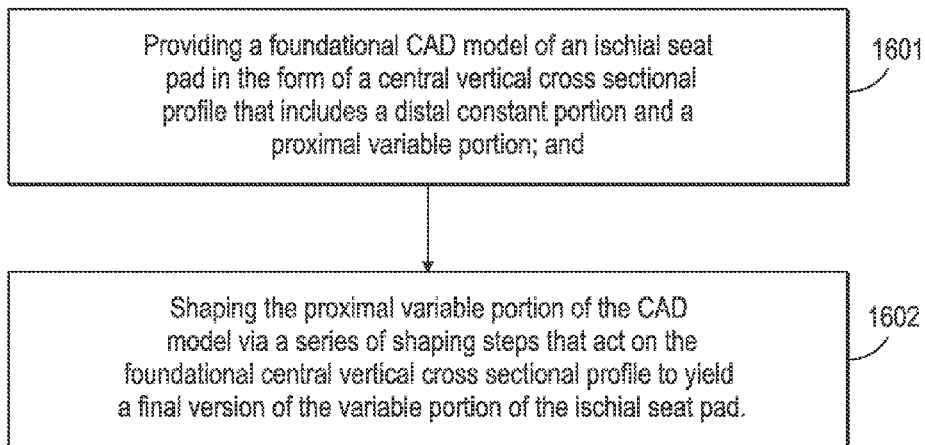 Providing a foundational CAD model of an ischial seat
pad in the form of a central vertical cross sectional
profile that includes a distal constant portion and a
proximal variable portion; and
1601
Shaping the proximal variable portion of the CAD
model via a series of shaping steps that act on the
foundational central vertical cross sectional profile to yield
a final version of the variable portion of the ischial seat pad.
1602